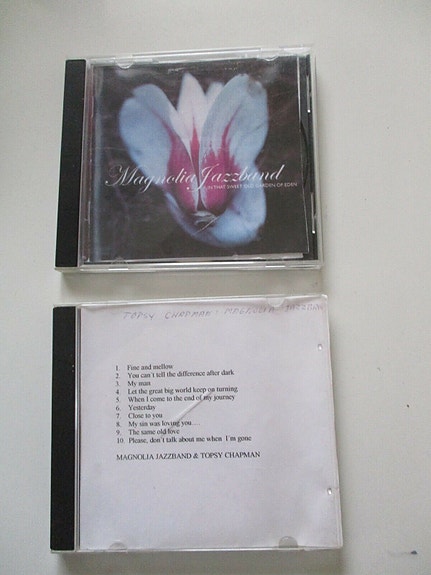 Magnolia Jazzband
IN THAT SWEET OLD GARDEN OF EDEN
TOPSY CHAPMAN! MAGNOLIA JAZZBAN
1. Fine and mellow
2. You can´t tell the difference after dark
3. My man
4. Let the great big world keep on turning
5. When I come to the end of my journey
6. Yesterday
7. Close to you
8. My sin was loving you….
9. The same old love
10. Please, don´t talk about me when I´m gone
MAGNOLIA JAZZBAND & TOPSY CHAPMAN